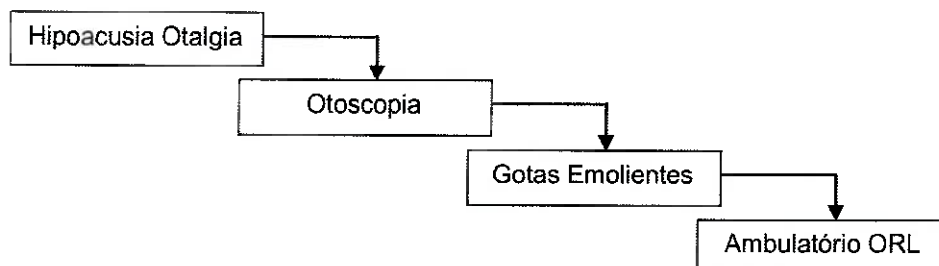 Hipoacusia Otalgia
Otoscopia
Gotas Emolientes
Ambulatório ORL